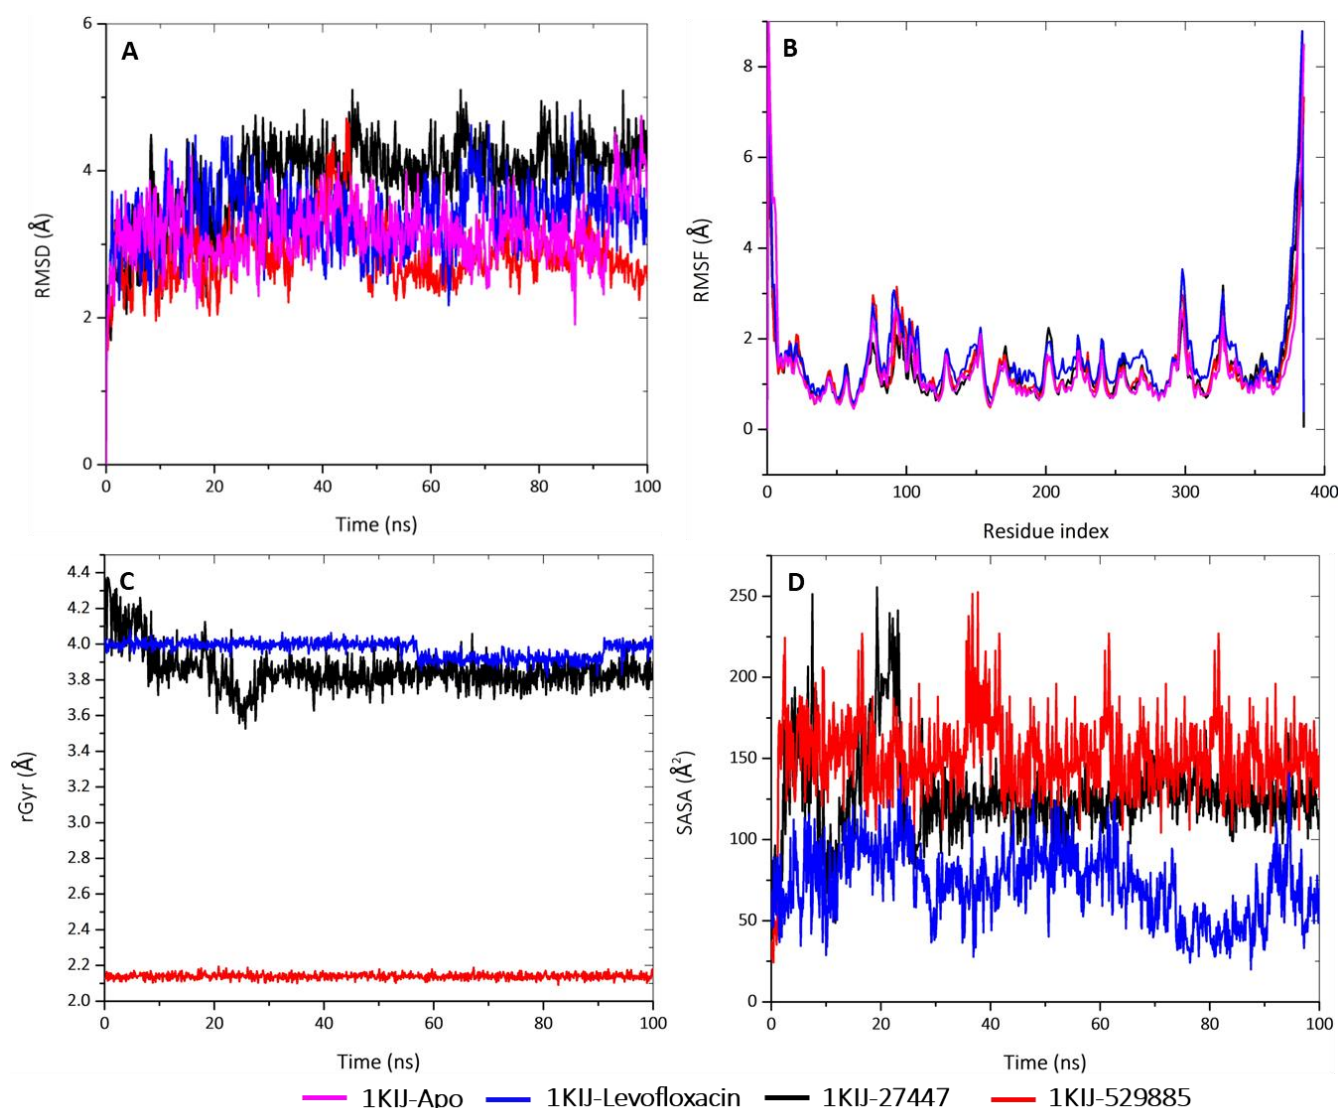 A
6
4
2
0
RMSD (Å)
0 20 40 60 80 100
Time (ns)
B
8
6
4
2
0
RMSF (Å)
0 100 200 300 400
Residue index
C
4.4
4.2
4.0
3.8
3.6
3.4
3.2
3.0
2.8
2.6
2.4
2.2
2.0
rGyr (Å)
0 20 40 60 80 100
Time (ns)
D
250
200
150
100
50
0
SASA (Å²)
0 20 40 60 80 100
Time (ns)
1KIJ-Apo 1KIJ-Levofloxacin 1KIJ-27447 1KIJ-529885